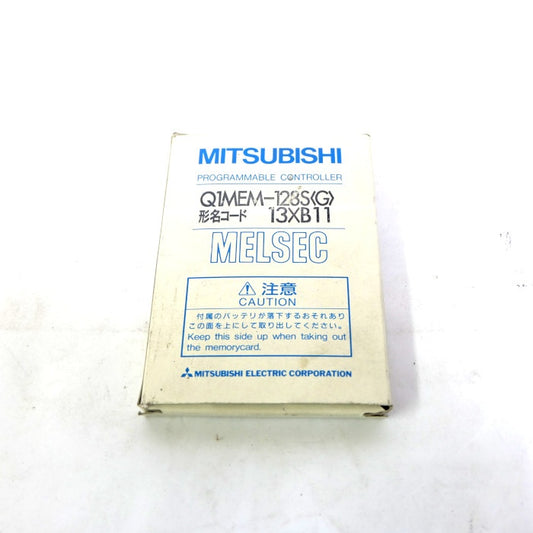 MITSUBISHI
PROGRAMMABLE CONTROLLER
Q1MEM-128S(G)
形名コード 13XB11
MELSEC
⚠ 注意
CAUTION
付属のバッテリが落下するおそれあり
この面を上にして取り出してください。
Keep this side up when taking out
the memorycard.
MITSUBISHI ELECTRIC CORPORATION